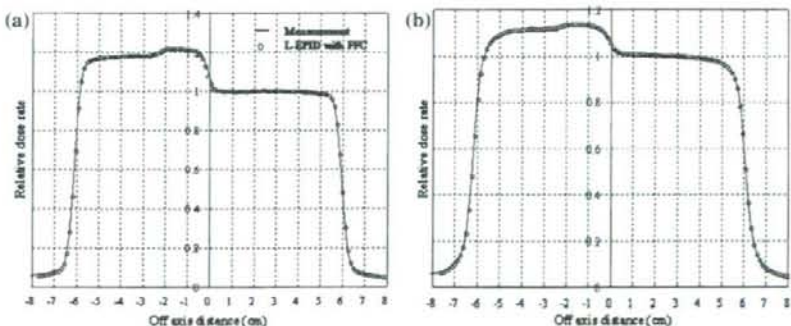 (a)
1.4
Measurement
L-EPID with FFC
1
0.8
0.6
0.4
0.2
0
-8 -7 -6 -5 -4 -3 -2 -1 0 1 2 3 4 5 6 7 8
Off axis distance (cm)
Relative dose rate
(b)
1.2
1
0.8
0.6
0.4
0.2
0
-8 -7 -6 -5 -4 -3 -2 -1 0 1 2 3 4 5 6 7 8
Off axis distance (cm)
Relative dose rate